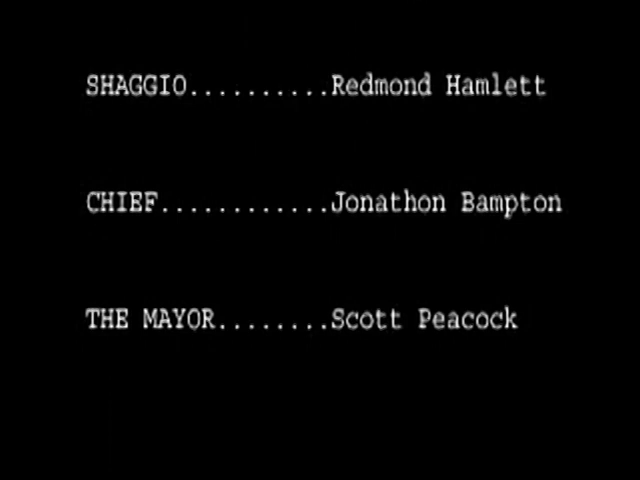 SHAGGIO..........Redmond Hamlett
CHIEF............Jonathon Bampton
THE MAYOR........Scott Peacock